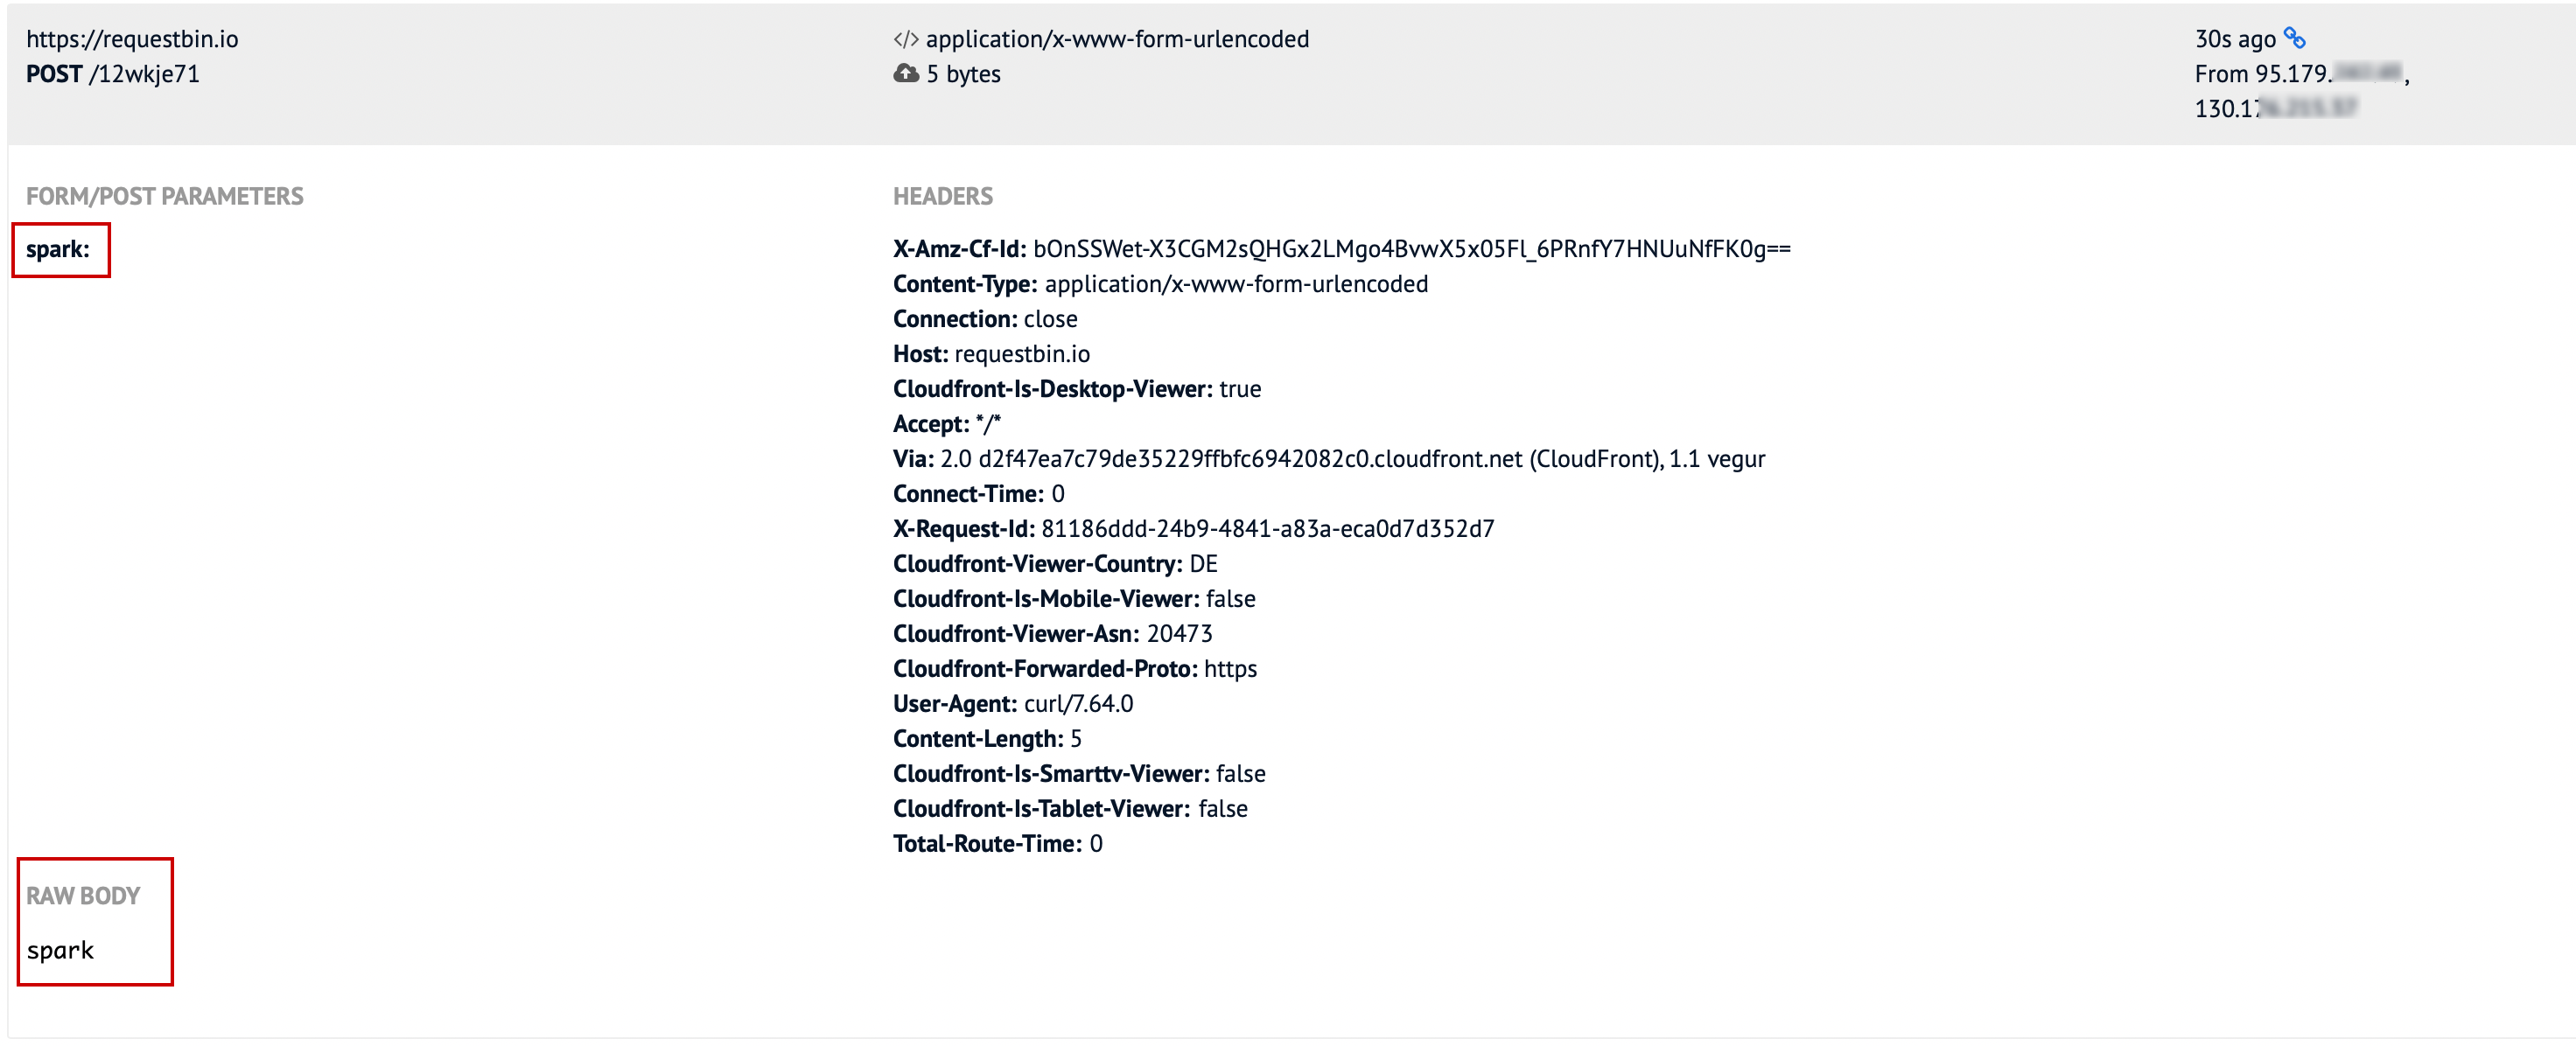 https://requestbin.io
POST /12wkje71
</> application/x-www-form-urlencoded
5 bytes
30s ago
From 95.179.
130.17
FORM/POST PARAMETERS
spark:
HEADERS
X-Amz-Cf-Id: bOnSSWet-X3CGM2sQHGx2LMgo4BvwX5x05Fl_6PRnfY7HNUuNfFK0g==
Content-Type: application/x-www-form-urlencoded
Connection: close
Host: requestbin.io
Cloudfront-Is-Desktop-Viewer: true
Accept: */*
Via: 2.0 d2f47ea7c79de35229ffbfc6942082c0.cloudfront.net (CloudFront), 1.1 vegur
Connect-Time: 0
X-Request-Id: 81186ddd-24b9-4841-a83a-eca0d7d352d7
Cloudfront-Viewer-Country: DE
Cloudfront-Is-Mobile-Viewer: false
Cloudfront-Viewer-Asn: 20473
Cloudfront-Forwarded-Proto: https
User-Agent: curl/7.64.0
Content-Length: 5
Cloudfront-Is-Smarttv-Viewer: false
Cloudfront-Is-Tablet-Viewer: false
Total-Route-Time: 0
RAW BODY
spark